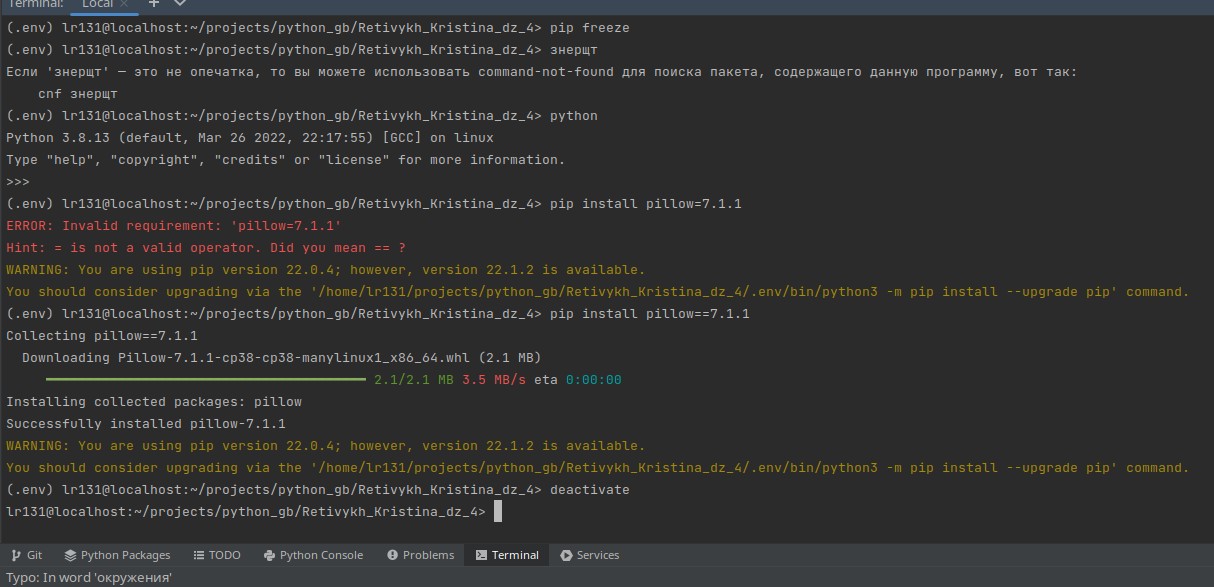 Terminal: Local × + ⌄
(.env) lr131@localhost:~/projects/python_gb/Retivykh_Kristina_dz_4> pip freeze
(.env) lr131@localhost:~/projects/python_gb/Retivykh_Kristina_dz_4> знерщт
Если 'знерщт' — это не опечатка, то вы можете использовать command-not-found для поиска пакета, содержащего данную программу, вот так:
    cnf знерщт
(.env) lr131@localhost:~/projects/python_gb/Retivykh_Kristina_dz_4> python
Python 3.8.13 (default, Mar 26 2022, 22:17:55) [GCC] on linux
Type "help", "copyright", "credits" or "license" for more information.
>>>
(.env) lr131@localhost:~/projects/python_gb/Retivykh_Kristina_dz_4> pip install pillow=7.1.1
ERROR: Invalid requirement: 'pillow=7.1.1'
Hint: = is not a valid operator. Did you mean == ?
WARNING: You are using pip version 22.0.4; however, version 22.1.2 is available.
You should consider upgrading via the '/home/lr131/projects/python_gb/Retivykh_Kristina_dz_4/.env/bin/python3 -m pip install --upgrade pip' command.
(.env) lr131@localhost:~/projects/python_gb/Retivykh_Kristina_dz_4> pip install pillow==7.1.1
Collecting pillow==7.1.1
  Downloading Pillow-7.1.1-cp38-cp38-manylinux1_x86_64.whl (2.1 MB)
2.1/2.1 MB 3.5 MB/s eta 0:00:00
Installing collected packages: pillow
Successfully installed pillow-7.1.1
WARNING: You are using pip version 22.0.4; however, version 22.1.2 is available.
You should consider upgrading via the '/home/lr131/projects/python_gb/Retivykh_Kristina_dz_4/.env/bin/python3 -m pip install --upgrade pip' command.
(.env) lr131@localhost:~/projects/python_gb/Retivykh_Kristina_dz_4> deactivate
lr131@localhost:~/projects/python_gb/Retivykh_Kristina_dz_4>
Git Python Packages TODO Python Console Problems Terminal Services
Typo: In word 'окружения'